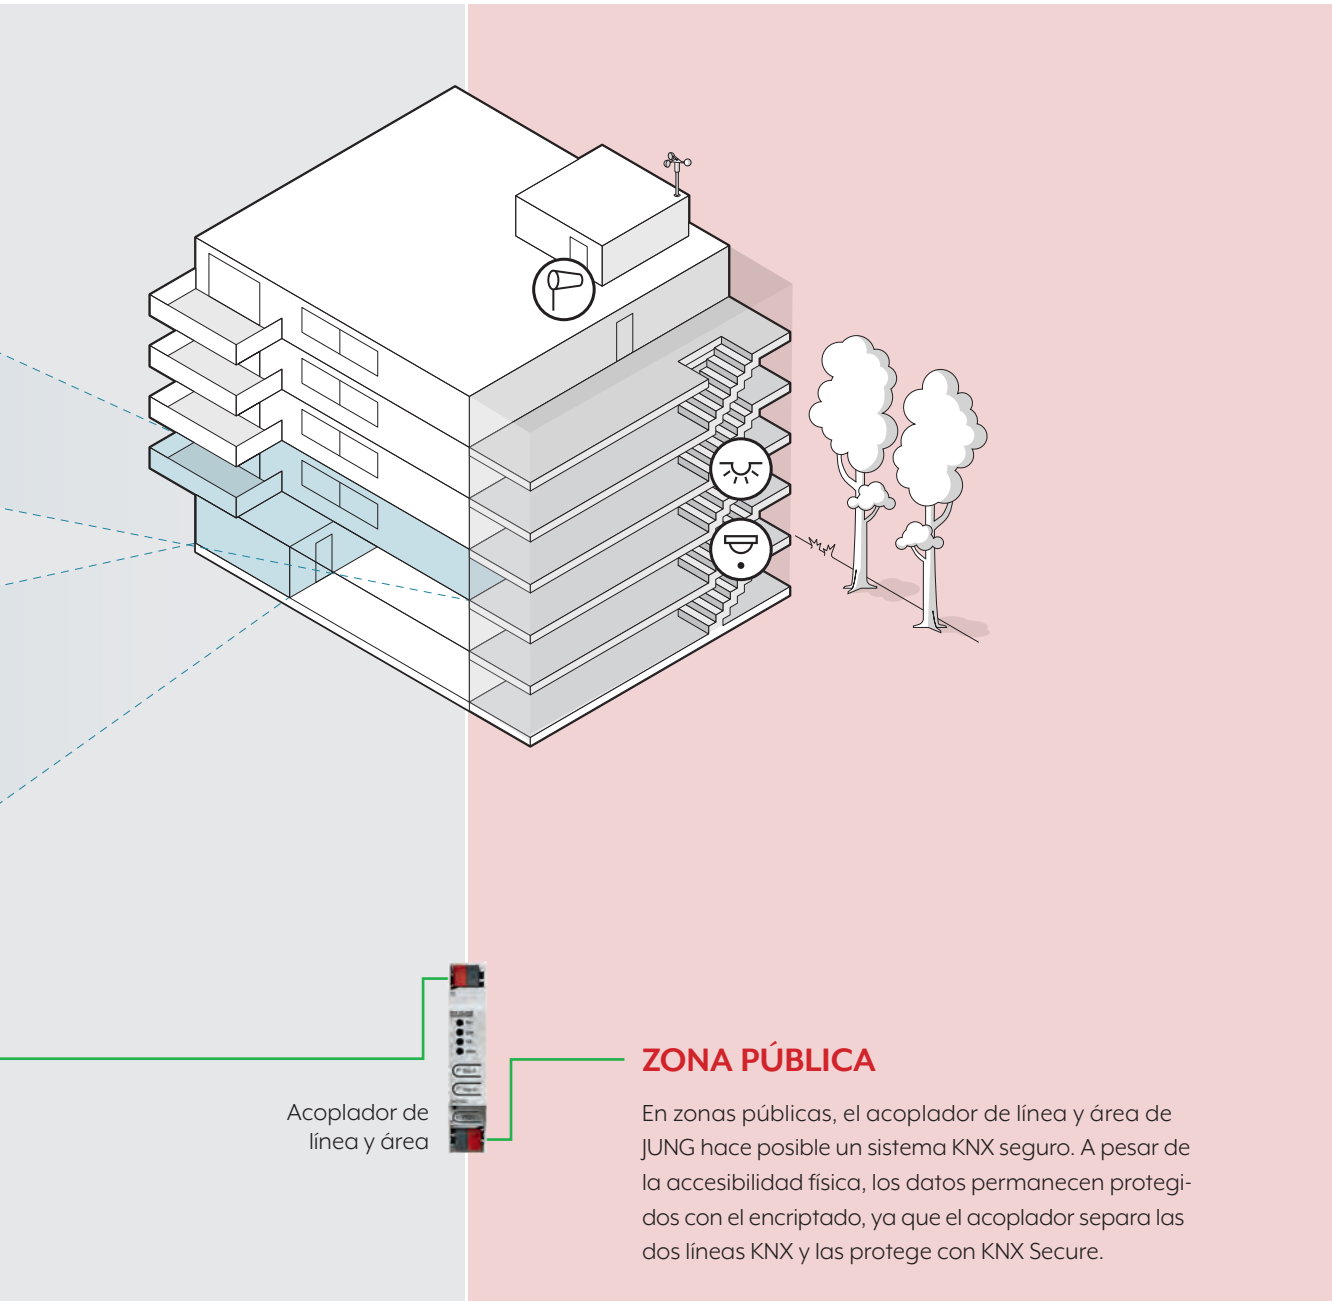 Acoplador de
línea y área
ZONA PÚBLICA
En zonas públicas, el acoplador de línea y área de
JUNG hace posible un sistema KNX seguro. A pesar de
la accesibilidad física, los datos permanecen protegi-
dos con el encriptado, ya que el acoplador separa las
dos líneas KNX y las protege con KNX Secure.